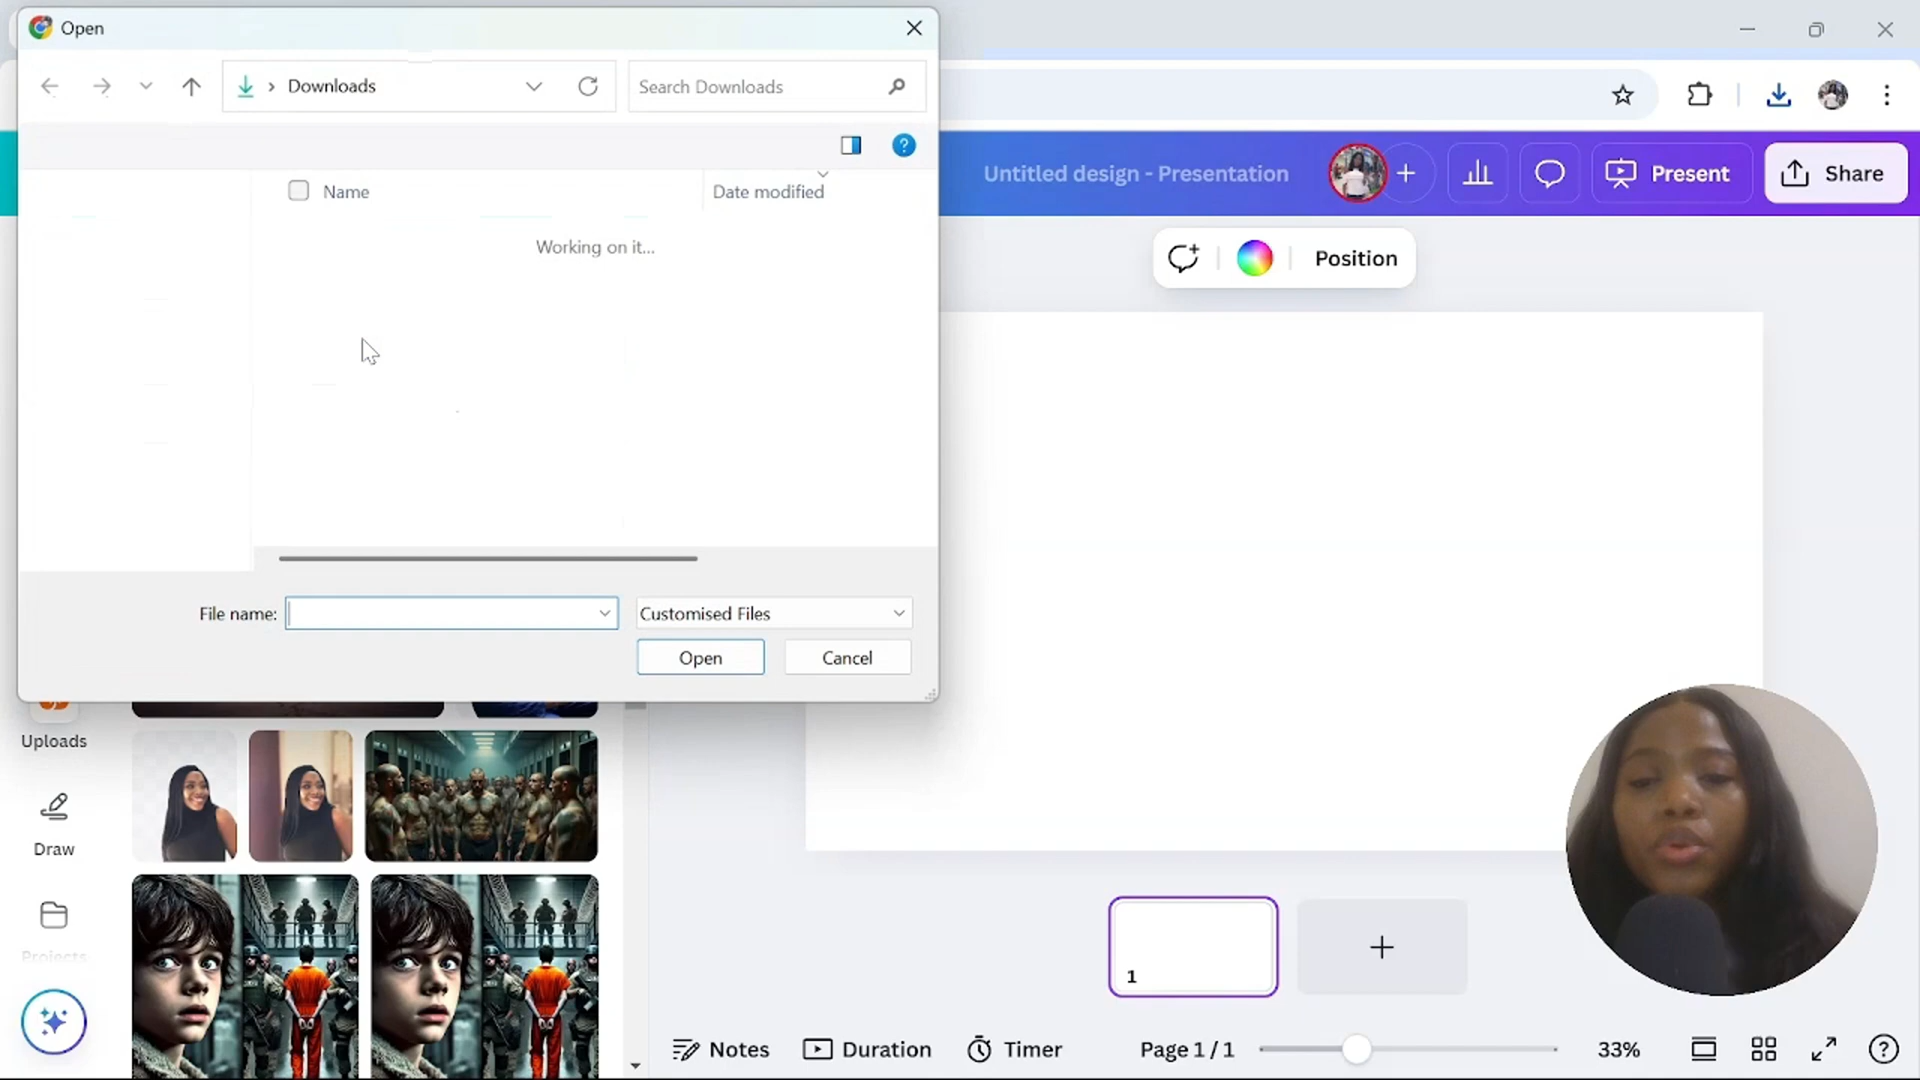 Open
Downloads
Search Downloads
Name
Date modified
Working on it...
File name:
Customised Files
Open
Cancel
Untitled design - Presentation
Present
Share
Position
Uploads
Draw
Projects
1
Notes
Duration
Timer
Page 1 / 1
33%